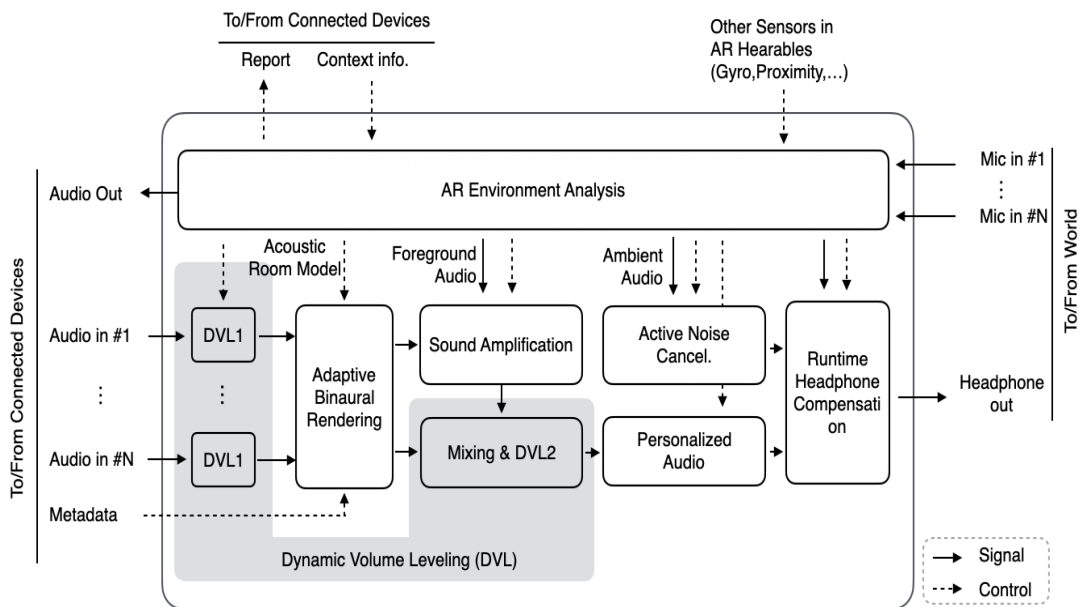 To/From Connected Devices
Report
Context info.
Other Sensors in
AR Hearables
(Gyro,Proximity,...)
AR Environment Analysis
Audio Out
Mic in #1
⋮
Mic in #N
To/From World
To/From Connected Devices
Acoustic
Room Model
Foreground
Audio
Ambient
Audio
Audio in #1
⋮
Audio in #N
Metadata
DVL1
⋮
DVL1
Adaptive
Binaural
Rendering
Sound Amplification
Mixing & DVL2
Active Noise
Cancel.
Personalized
Audio
Runtime
Headphone
Compensati
on
Headphone
out
Dynamic Volume Leveling (DVL)
Signal
Control